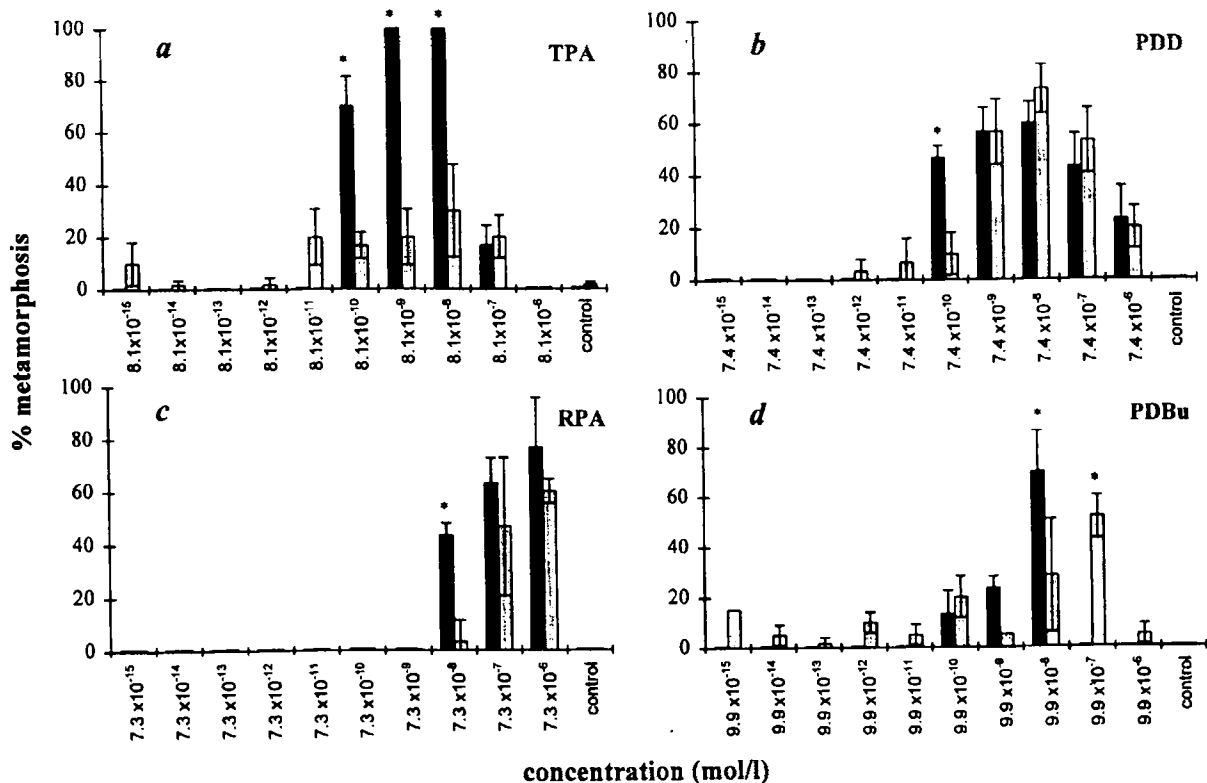 % metamorphosis
a
TPA
*
*
*
100
80
60
40
20
0
8.1x10-15
8.1x10-14
8.1x10-13
8.1x10-12
8.1x10-11
8.1x10-10
8.1x10-9
8.1x10-8
8.1x10-7
8.1x10-6
control
b
PDD
*
100
80
60
40
20
0
7.4 x10-15
7.4 x10-14
7.4 x10-13
7.4 x10-12
7.4 x10-11
7.4 x10-10
7.4 x10-9
7.4 x10-8
7.4 x10-7
7.4 x10-6
control
c
RPA
*
100
80
60
40
20
0
7.3 x10-15
7.3 x10-14
7.3 x10-13
7.3 x10-12
7.3 x10-11
7.3 x10-10
7.3 x10-9
7.3 x10-8
7.3 x10-7
7.3 x10-6
control
d
PDBu
*
*
100
80
60
40
20
0
9.9 x10-15
9.9 x10-14
9.9 x10-13
9.9 x10-12
9.9 x10-11
9.9 x10-10
9.9 x10-9
9.9 x10-8
9.9 x10-7
9.9 x10-6
control
concentration (mol/l)